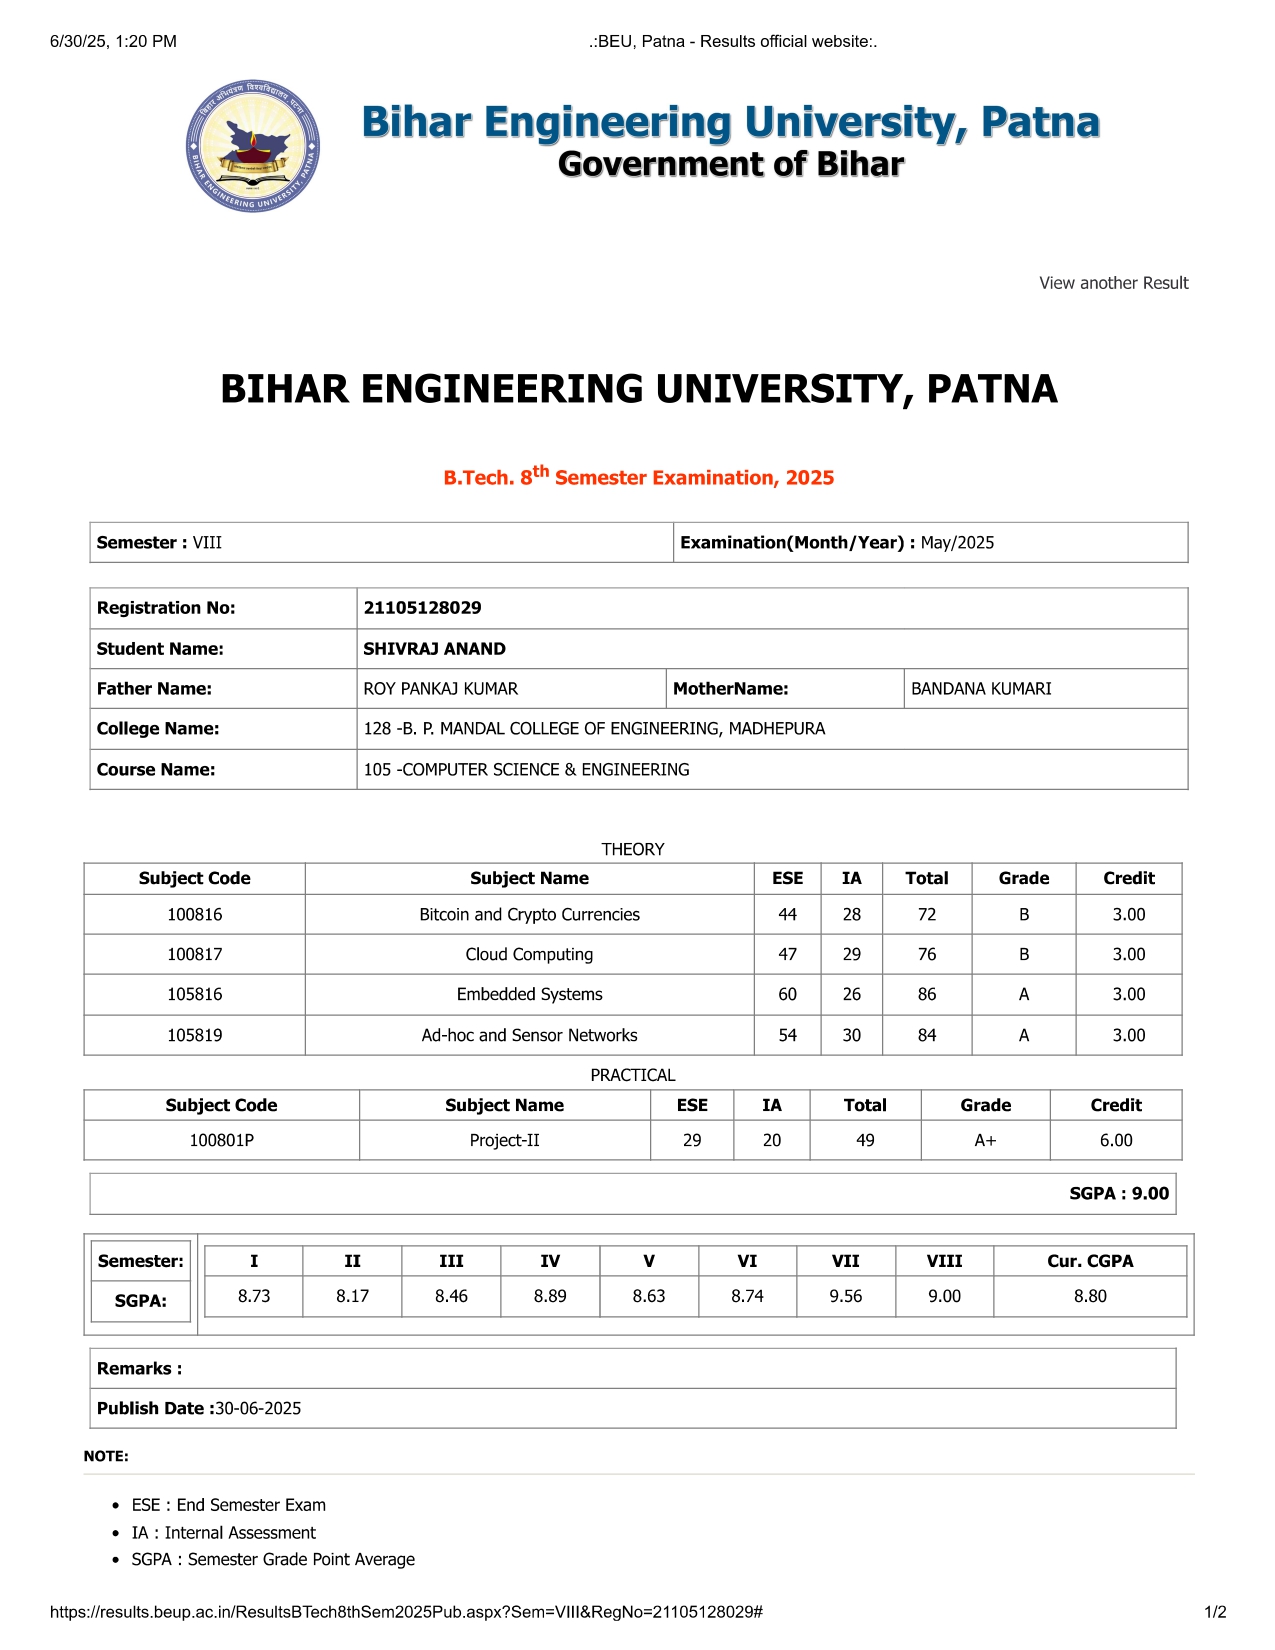 6/30/25, 1:20 PM .:BEU, Patna - Results official website:.
बिहार अभियंत्रण विश्वविद्यालय, पटना
BIHAR ENGINEERING UNIVERSITY, PATNA
Bihar Engineering University, Patna
Government of Bihar
View another Result
BIHAR ENGINEERING UNIVERSITY, PATNA
B.Tech. 8th Semester Examination, 2025
Semester : VIII Examination(Month/Year) : May/2025
Registration No: 21105128029
Student Name: SHIVRAJ ANAND
Father Name: ROY PANKAJ KUMAR MotherName: BANDANA KUMARI
College Name: 128 -B. P. MANDAL COLLEGE OF ENGINEERING, MADHEPURA
Course Name: 105 -COMPUTER SCIENCE & ENGINEERING
THEORY
Subject Code Subject Name ESE IA Total Grade Credit
100816 Bitcoin and Crypto Currencies 44 28 72 B 3.00
100817 Cloud Computing 47 29 76 B 3.00
105816 Embedded Systems 60 26 86 A 3.00
105819 Ad-hoc and Sensor Networks 54 30 84 A 3.00
PRACTICAL
Subject Code Subject Name ESE IA Total Grade Credit
100801P Project-II 29 20 49 A+ 6.00
SGPA : 9.00
Semester: I II III IV V VI VII VIII Cur. CGPA
SGPA: 8.73 8.17 8.46 8.89 8.63 8.74 9.56 9.00 8.80
Remarks :
Publish Date :30-06-2025
NOTE:
• ESE : End Semester Exam
• IA : Internal Assessment
• SGPA : Semester Grade Point Average
https://results.beup.ac.in/ResultsBTech8thSem2025Pub.aspx?Sem=VIII&RegNo=21105128029# 1/2